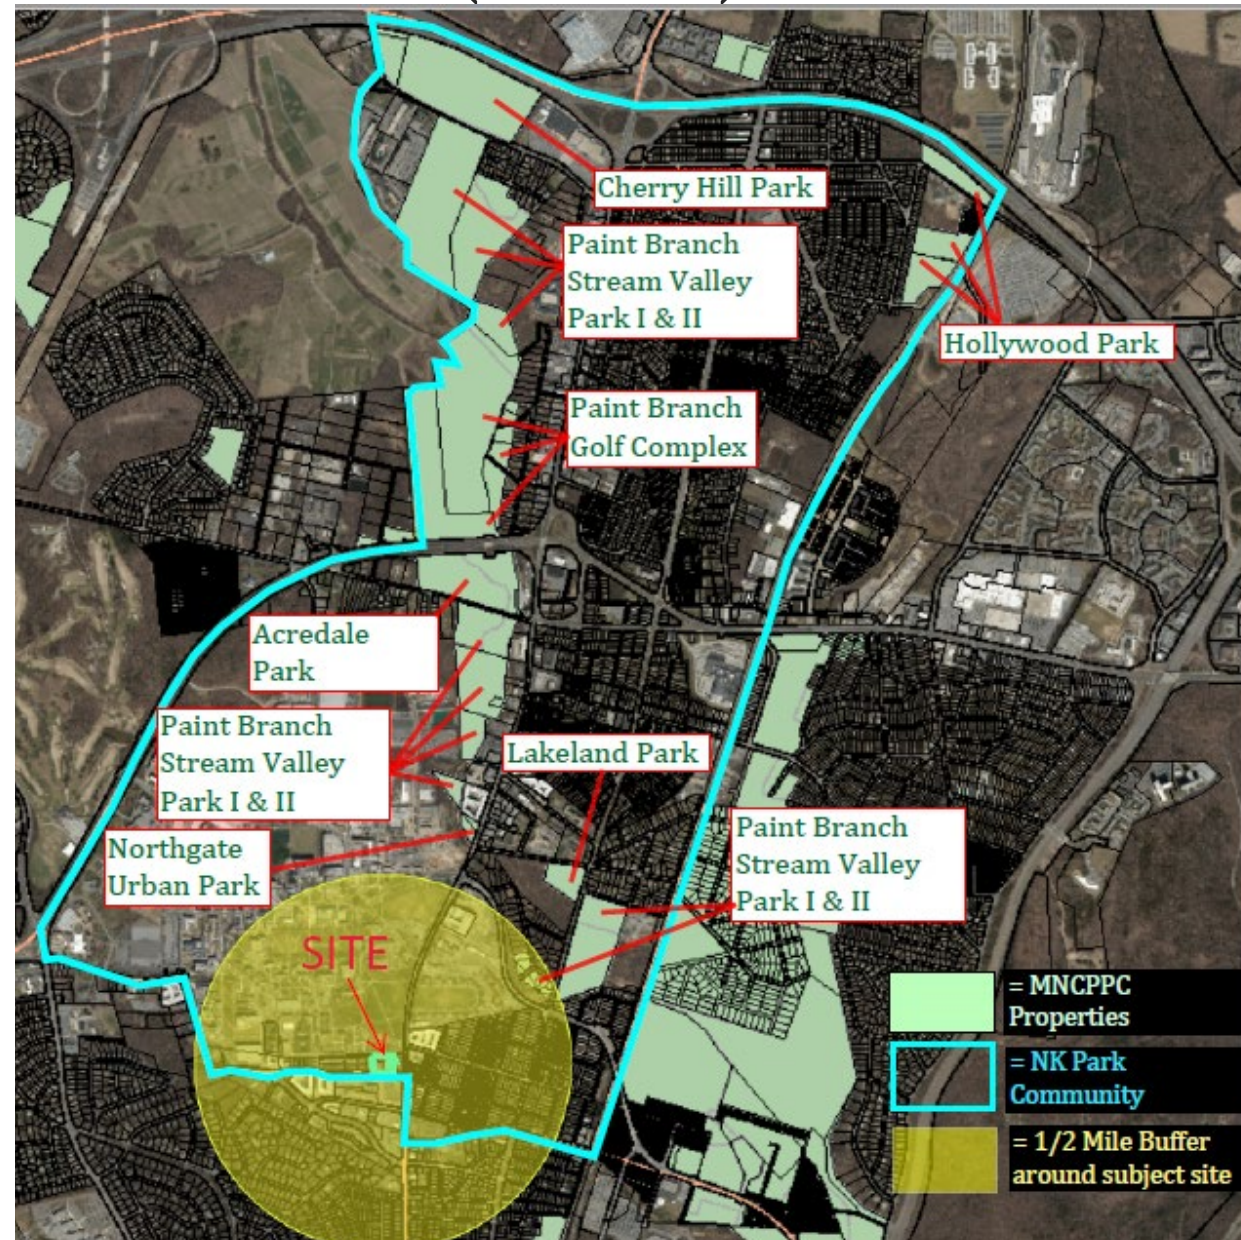 Cherry Hill Park
Paint Branch
Stream Valley
Park I & II
Hollywood Park
Paint Branch
Golf Complex
Acredale
Park
Paint Branch
Stream Valley
Park I & II
Lakeland Park
Northgate
Urban Park
Paint Branch
Stream Valley
Park I & II
SITE
= MNCPPC
Properties
= NK Park
Community
= 1/2 Mile Buffer
around subject site